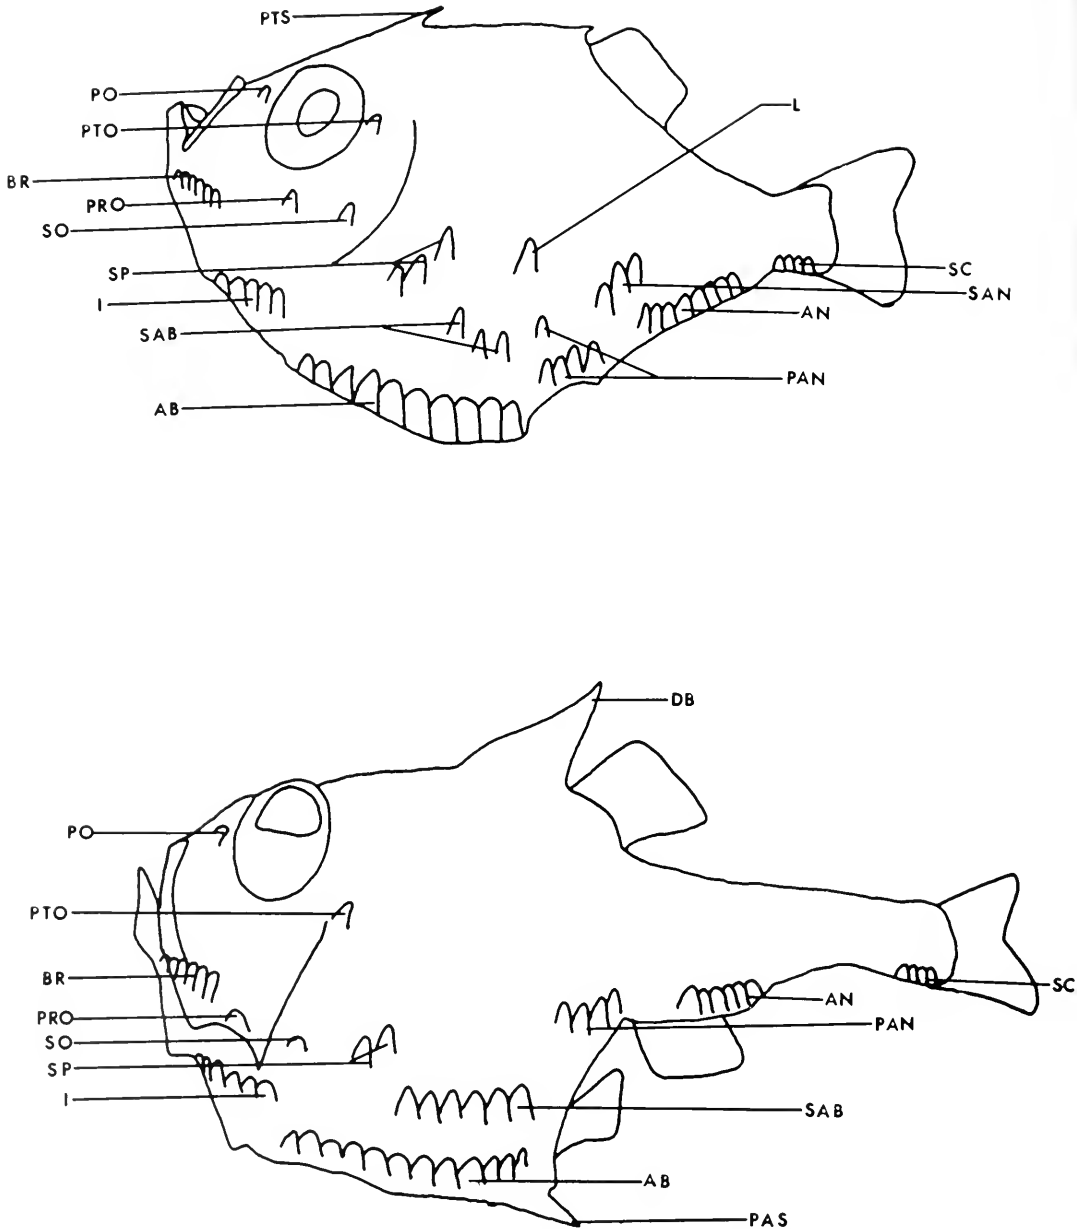 PTS
PO
L
PTO
BR
PRO
SO
SP
SC
I
SAN
SAB
AN
PAN
AB
DB
PO
PTO
BR
SC
AN
PRO
PAN
SO
SP
I
SAB
AB
PAS